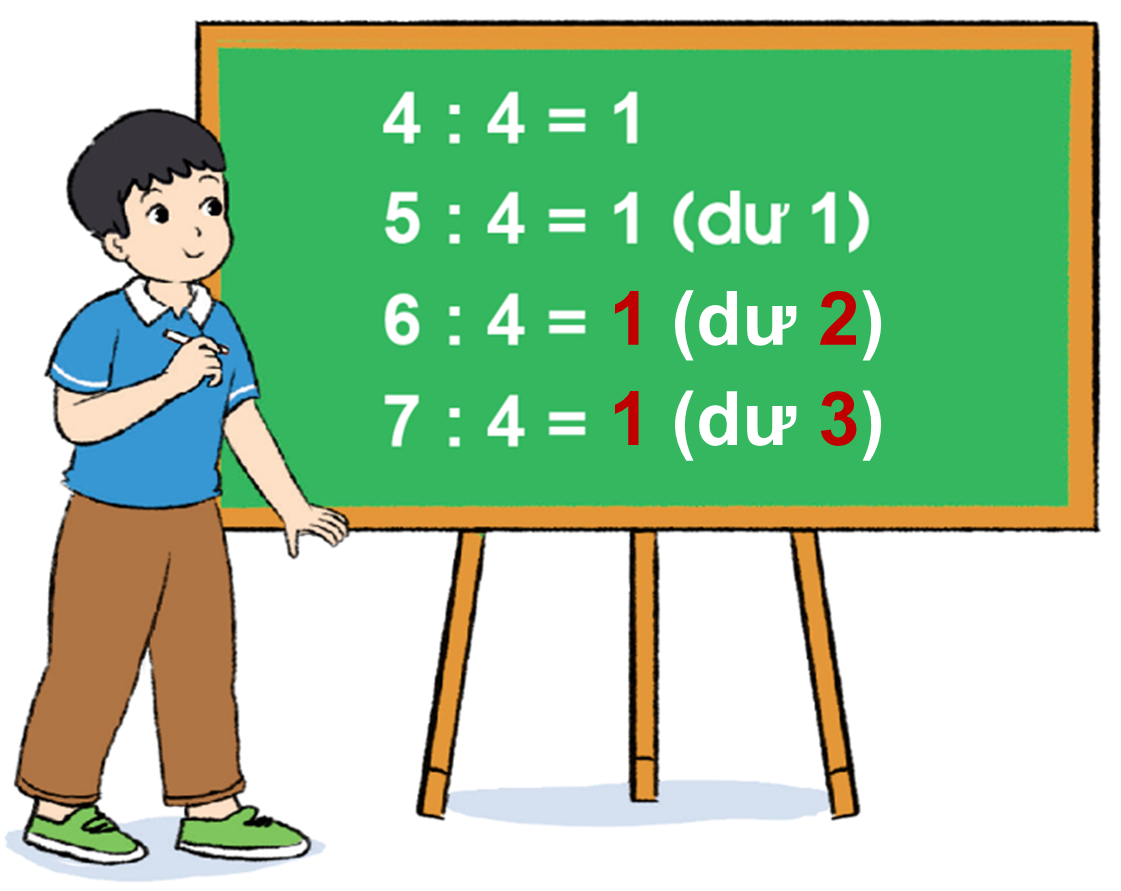 4 : 4 = 1
5 : 4 = 1 (dư 1)
6 : 4 = 1 (dư 2)
7 : 4 = 1 (dư 3)